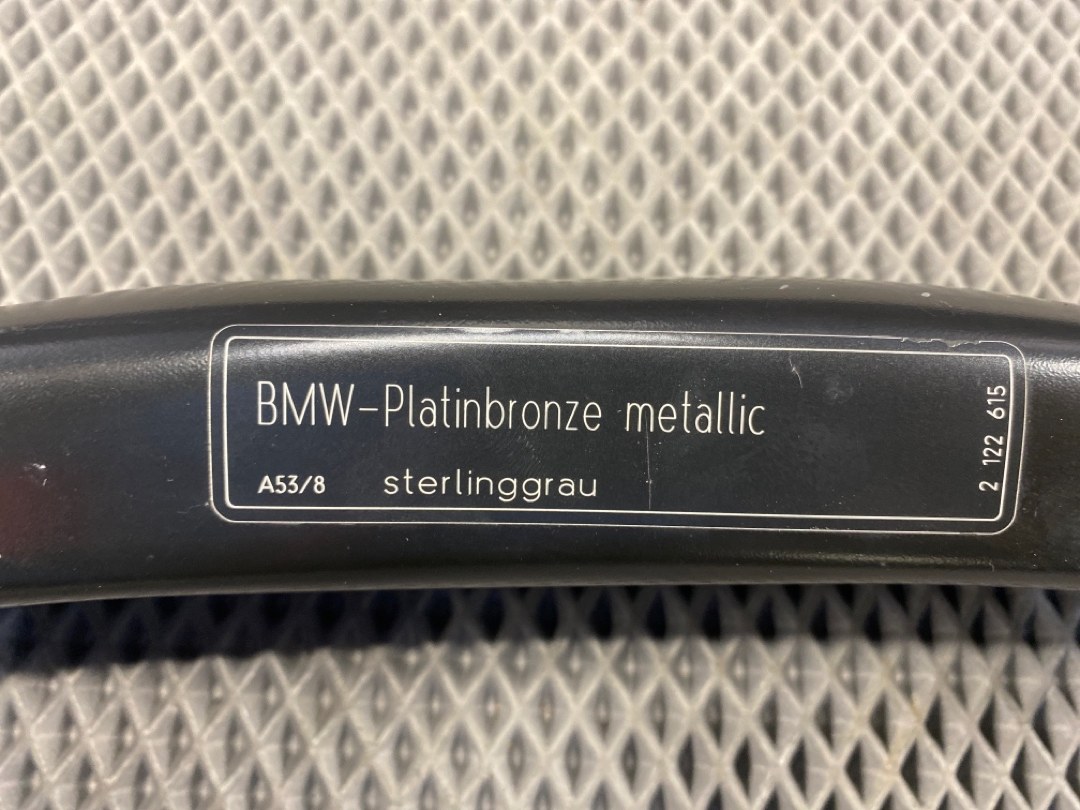 BMW-Platinbronze metallic
A53/8 sterlinggrau
2 122 615